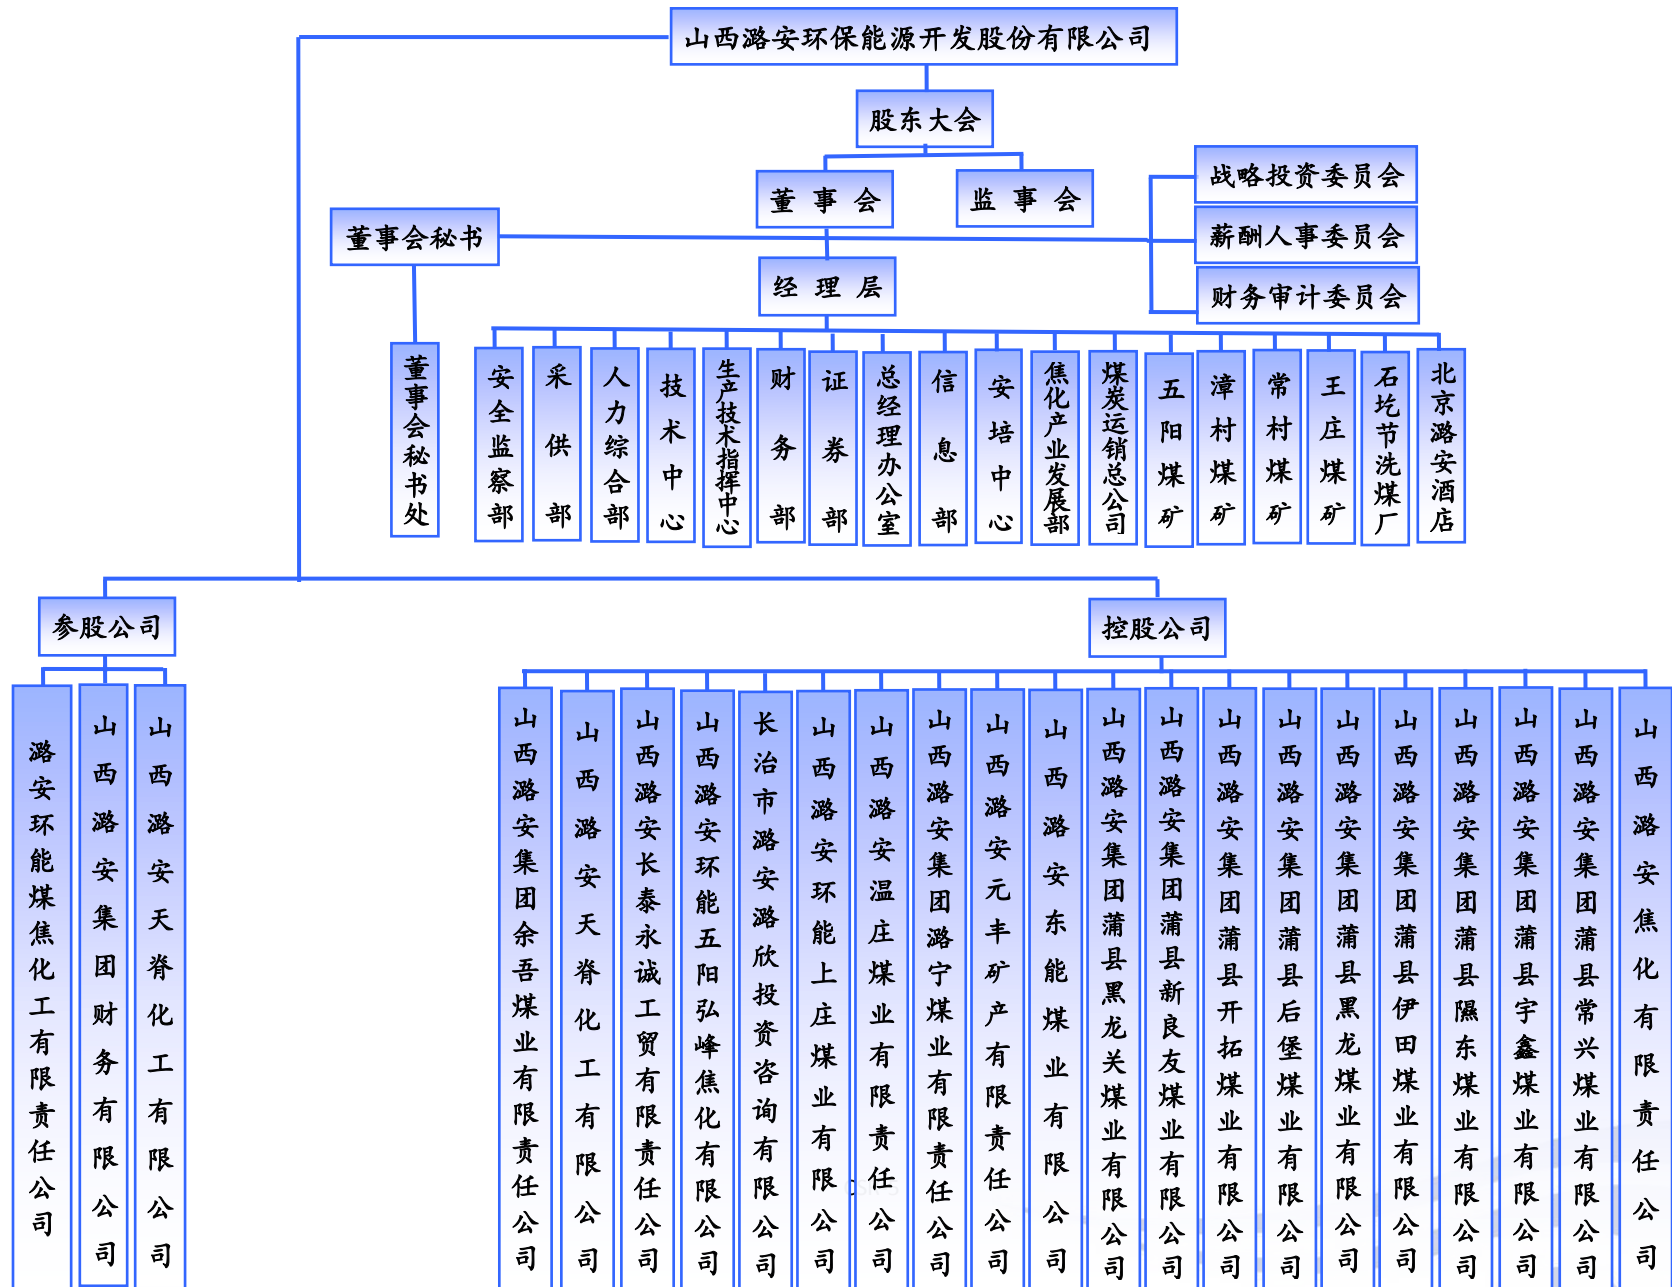 山西潞安环保能源开发股份有限公司
股东大会
董事会
监事会
战略投资委员会
薪酬人事委员会
财务审计委员会
董事会秘书
经理层
董事会秘书处
安全监察部
采供部
人力综合部
技术中心
生产技术指挥中心
财务部
证券部
总经理办公室
信息部
安培中心
焦化产业发展部
煤炭运销总公司
五阳煤矿
漳村煤矿
常村煤矿
王庄煤矿
石圪节洗煤厂
北京潞安酒店
参股公司
控股公司
潞安环能煤焦化工有限责任公司
山西潞安集团财务有限公司
山西潞安天脊化工有限公司
山西潞安集团余吾煤业有限责任公司
山西潞安天脊化工有限公司
山西潞安长泰永诚工贸有限责任公司
山西潞安环能五阳弘峰焦化有限公司
长治市潞安潞欣投资咨询有限公司
山西潞安环能上庄煤业有限公司
山西潞安温庄煤业有限责任公司
山西潞安集团潞宁煤业有限责任公司
山西潞安元丰矿产有限责任公司
山西潞安东能煤业有限公司
山西潞安集团蒲县黑龙关煤业有限公司
山西潞安集团蒲县新良友煤业有限公司
山西潞安集团蒲县开拓煤业有限公司
山西潞安集团蒲县后堡煤业有限公司
山西潞安集团蒲县黑龙煤业有限公司
山西潞安集团蒲县伊田煤业有限公司
山西潞安集团蒲县隰东煤业有限公司
山西潞安集团蒲县宇鑫煤业有限公司
山西潞安集团蒲县常兴煤业有限公司
山西潞安焦化有限责任公司